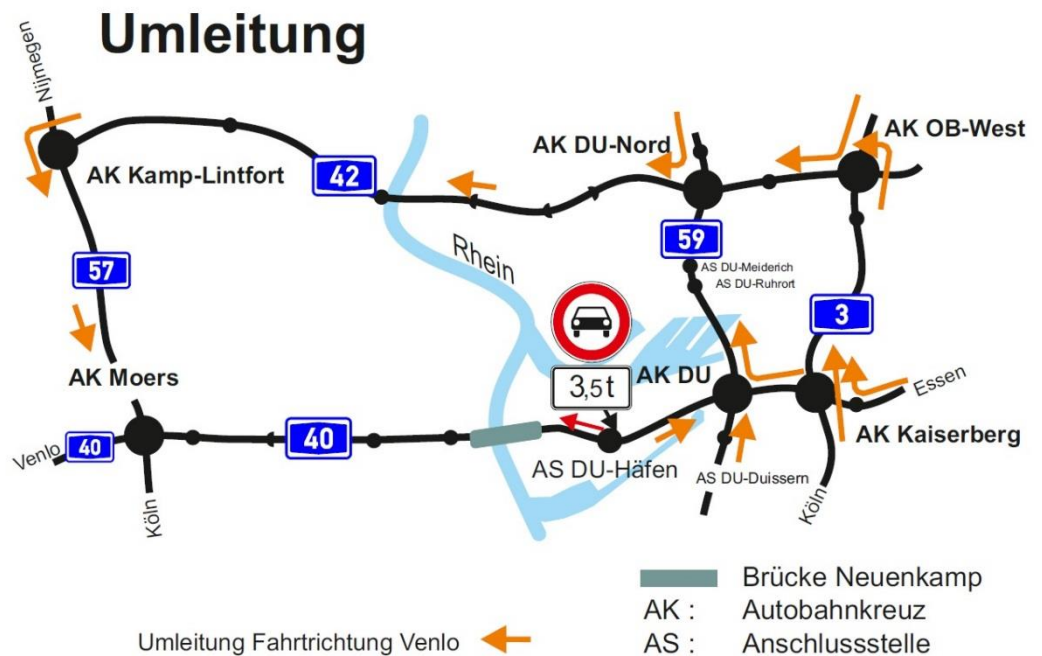 Umleitung
Nijmegen
AK DU-Nord
AK OB-West
AK Kamp-Lintfort
42
59
Rhein
57
AS DU-Meiderich
AS DU-Ruhrort
3
AK Moers
3,5 t
AK DU
Essen
Venlo
40
40
AS DU-Häfen
AK Kaiserberg
AS DU-Duissern
Köln
Köln
Brücke Neuenkamp
AK : Autobahnkreuz
Umleitung Fahrtrichtung Venlo
AS : Anschlussstelle